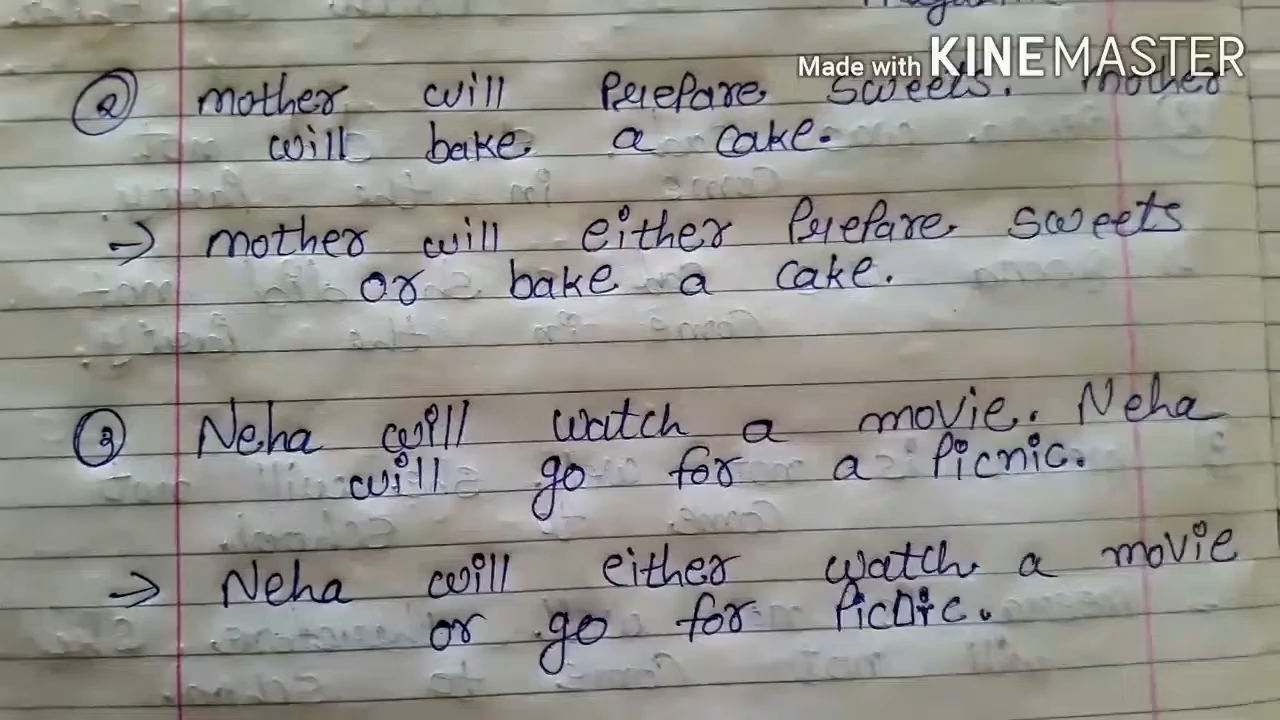 Made with KINEMASTER
② mother will Prepare sweets. mother
will bake a cake.
→ mother will either Prepare sweets
or bake a cake.
③ Neha will watch a movie. Neha
will go for a Picnic.
→ Neha will either watch a movie
or go for Picnic.